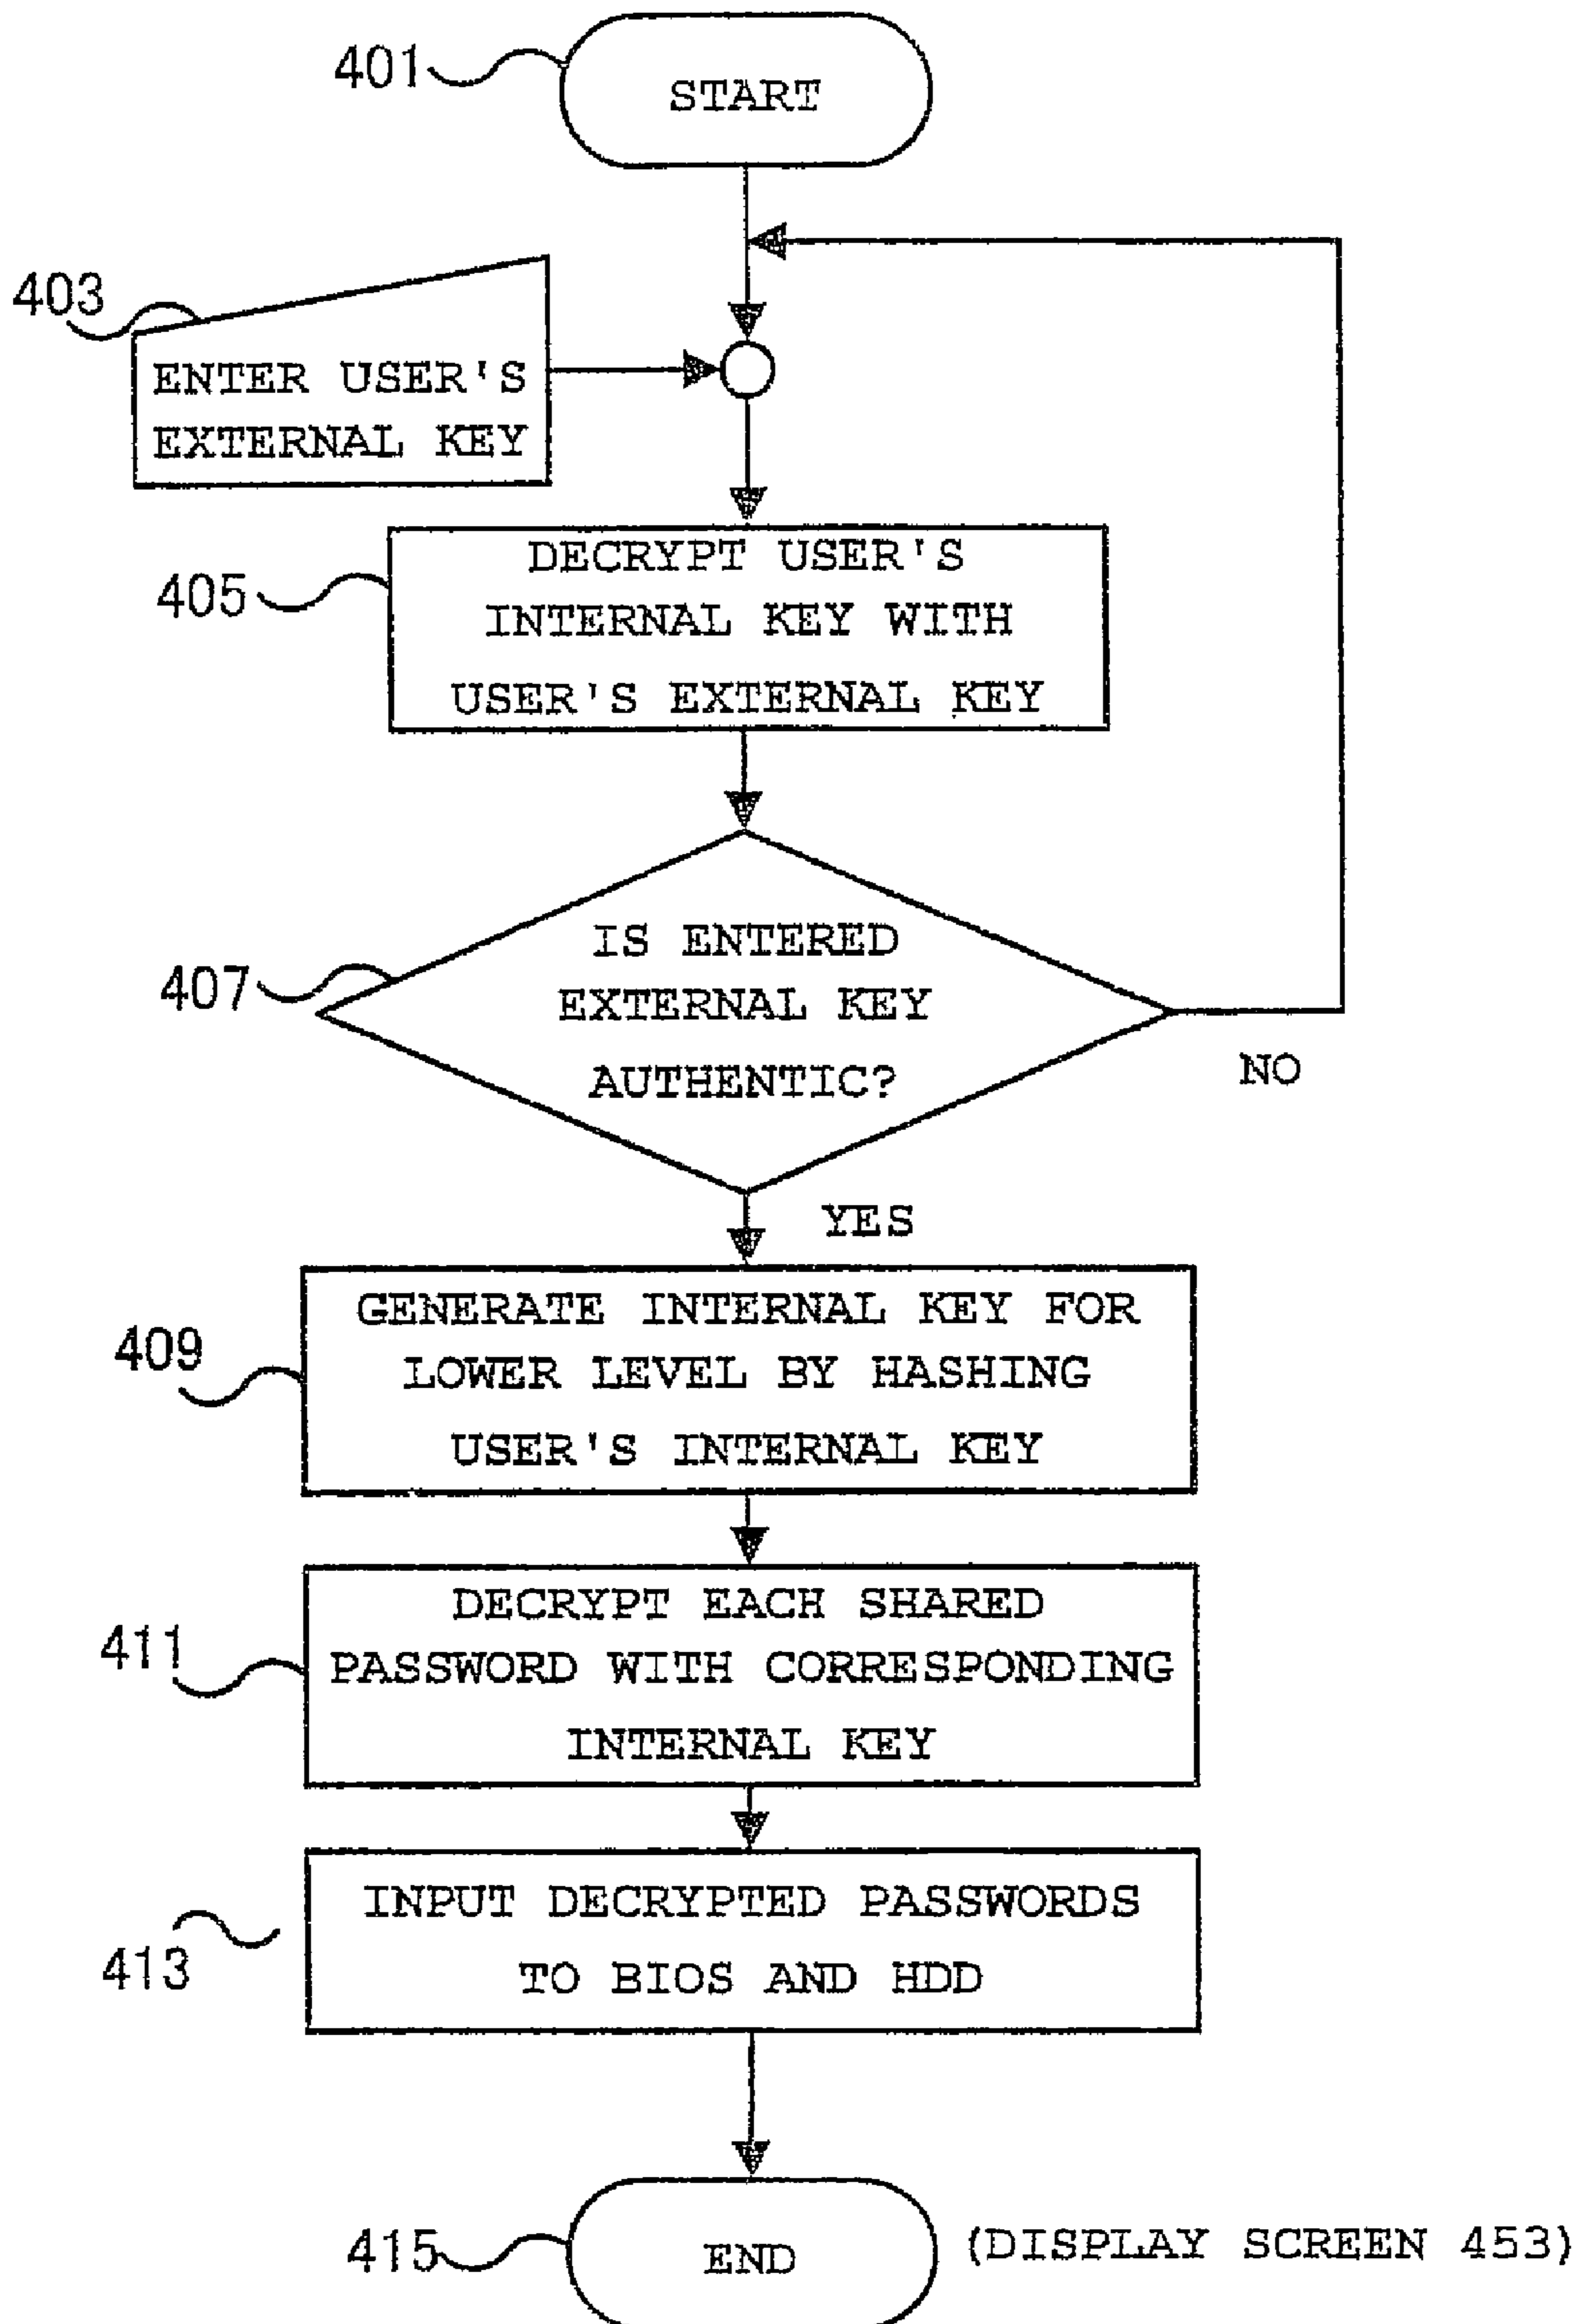 401
START
403
ENTER USER'S
EXTERNAL KEY
DECRYPT USER'S
405
INTERNAL KEY WITH
USER'S EXTERNAL KEY
IS ENTERED
407
EXTERNAL KEY
AUTHENTIC?
NO
YES
GENERATE INTERNAL KEY FOR
409
LOWER LEVEL BY HASHING
USER'S INTERNAL KEY
DECRYPT EACH SHARED
411
PASSWORD WITH CORRESPONDING
INTERNAL KEY
INPUT DECRYPTED PASSWORDS
413
TO BIOS AND HDD
415
END
(DISPLAY SCREEN 453)